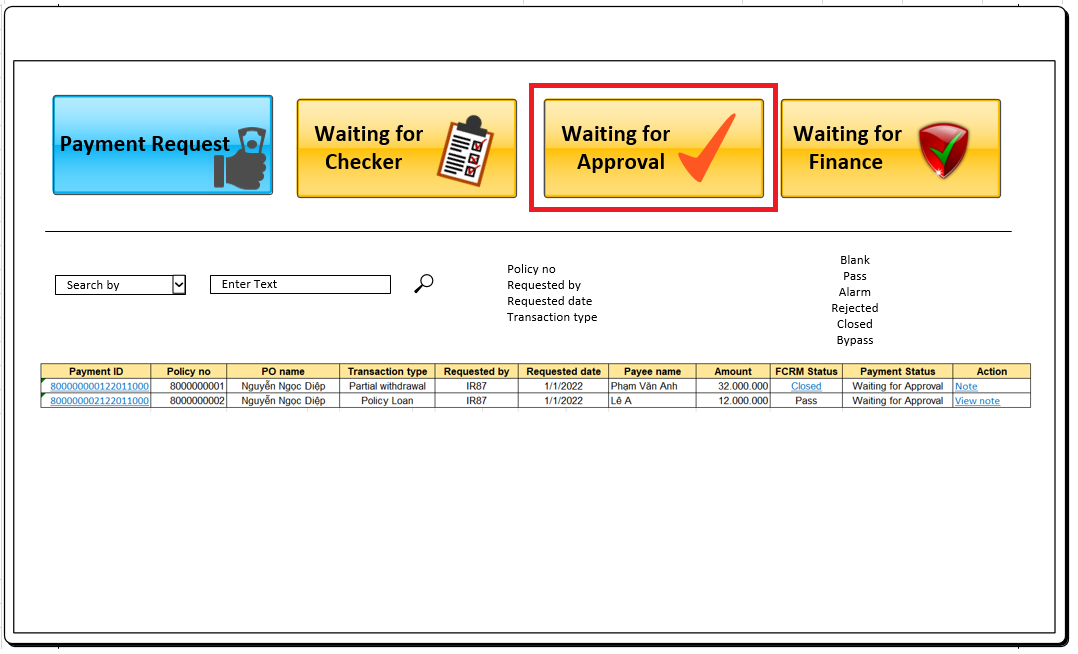 Payment Request
Waiting for
Checker
Waiting for
Approval
Waiting for
Finance
Search by
Enter Text
Policy no
Requested by
Requested date
Transaction type
Blank
Pass
Alarm
Rejected
Closed
Bypass
Payment ID Policy no PO name Transaction type Requested by Requested date Payee name Amount FCRM Status Payment Status Action
800000000122011000 8000000001 Nguyễn Ngọc Diệp Partial withdrawal IR87 1/1/2022 Phạm Vân Anh 32.000.000 Closed Waiting for Approval Note
800000002122011000 8000000002 Nguyễn Ngọc Diệp Policy Loan IR87 1/1/2022 Lê A 12.000.000 Pass Waiting for Approval View note